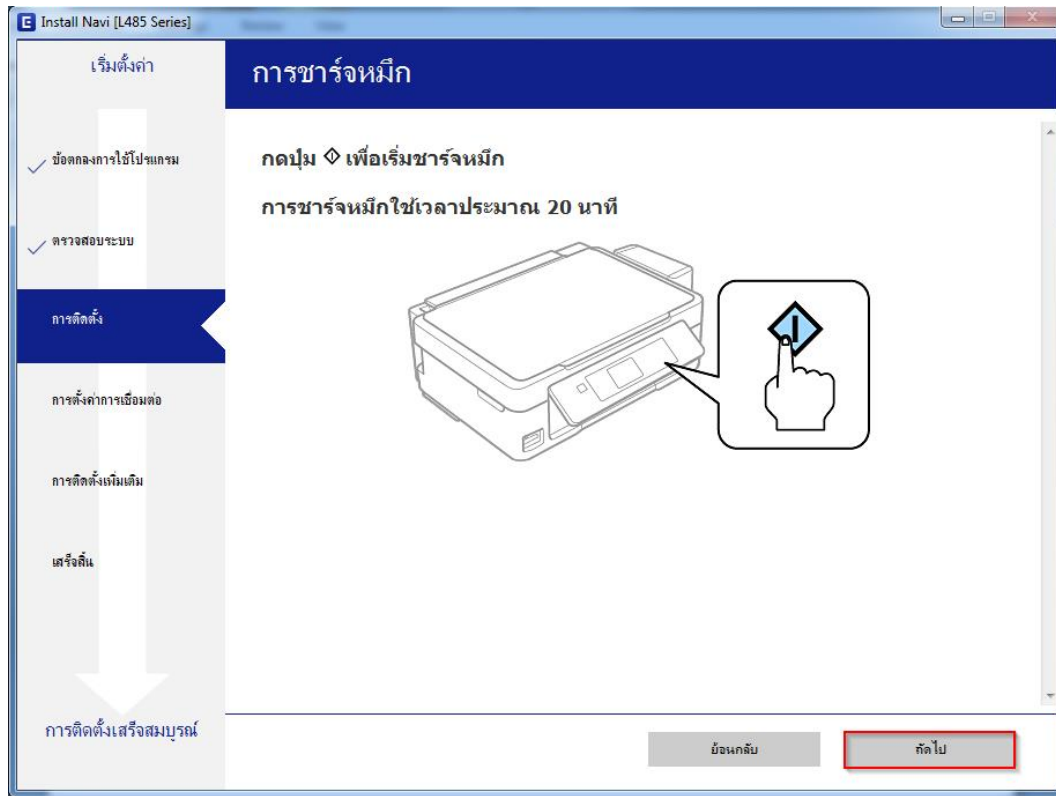 Install Navi [L485 Series]
เริ่มตั้งค่า
การชาร์จหมึก
ข้อตกลงการใช้โปรแกรม
ตรวจสอบระบบ
การติดตั้ง
การตั้งค่าการเชื่อมต่อ
การติดตั้งเพิ่มเติม
เสร็จสิ้น
การติดตั้งเสร็จสมบูรณ์
กดปุ่ม เพื่อเริ่มชาร์จหมึก
การชาร์จหมึกใช้เวลาประมาณ 20 นาที
ย้อนกลับ
ถัดไป